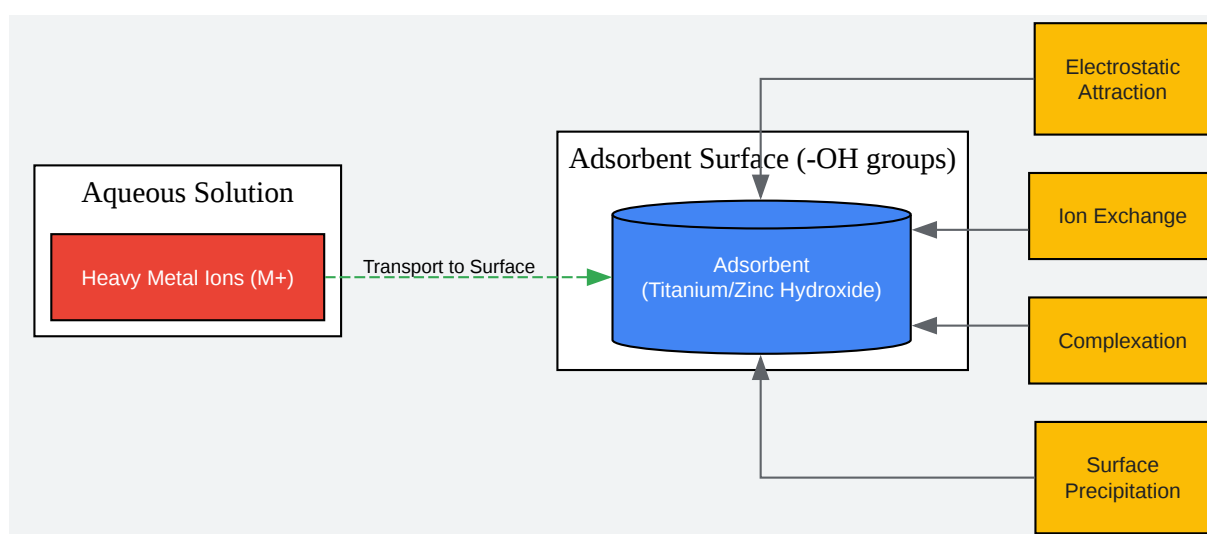 Aqueous Solution
Heavy Metal Ions (M+)
Transport to Surface
Adsorbent Surface (-OH groups)
Adsorbent
(Titanium/Zinc Hydroxide)
Electrostatic
Attraction
Ion Exchange
Complexation
Surface
Precipitation